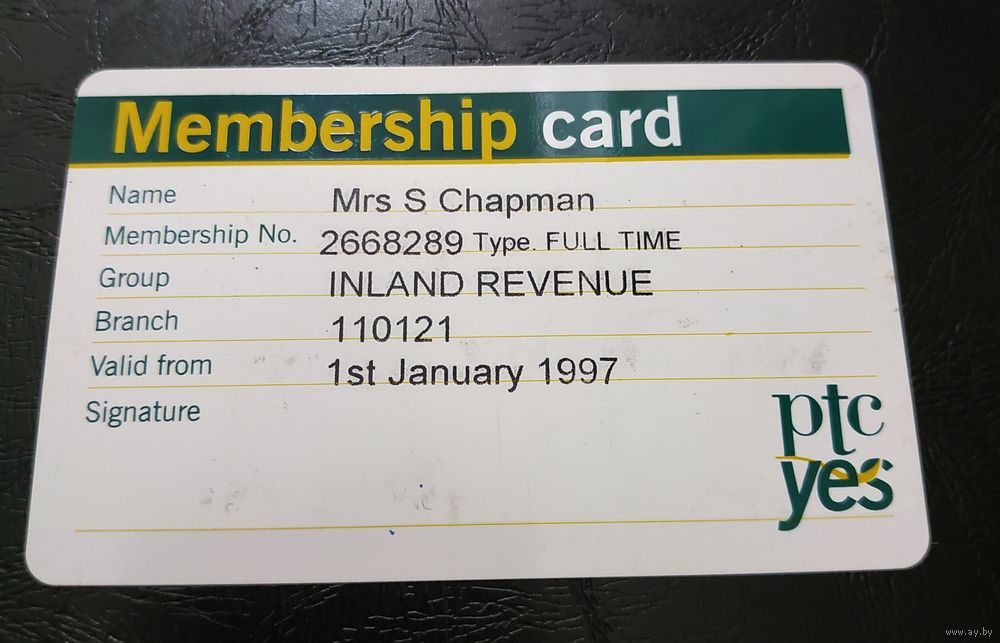 Membership card
Name Mrs S Chapman
Membership No. 2668289 Type. FULL TIME
Group INLAND REVENUE
Branch 110121
Valid from 1st January 1997
Signature
ptc
yes
www.ay.by